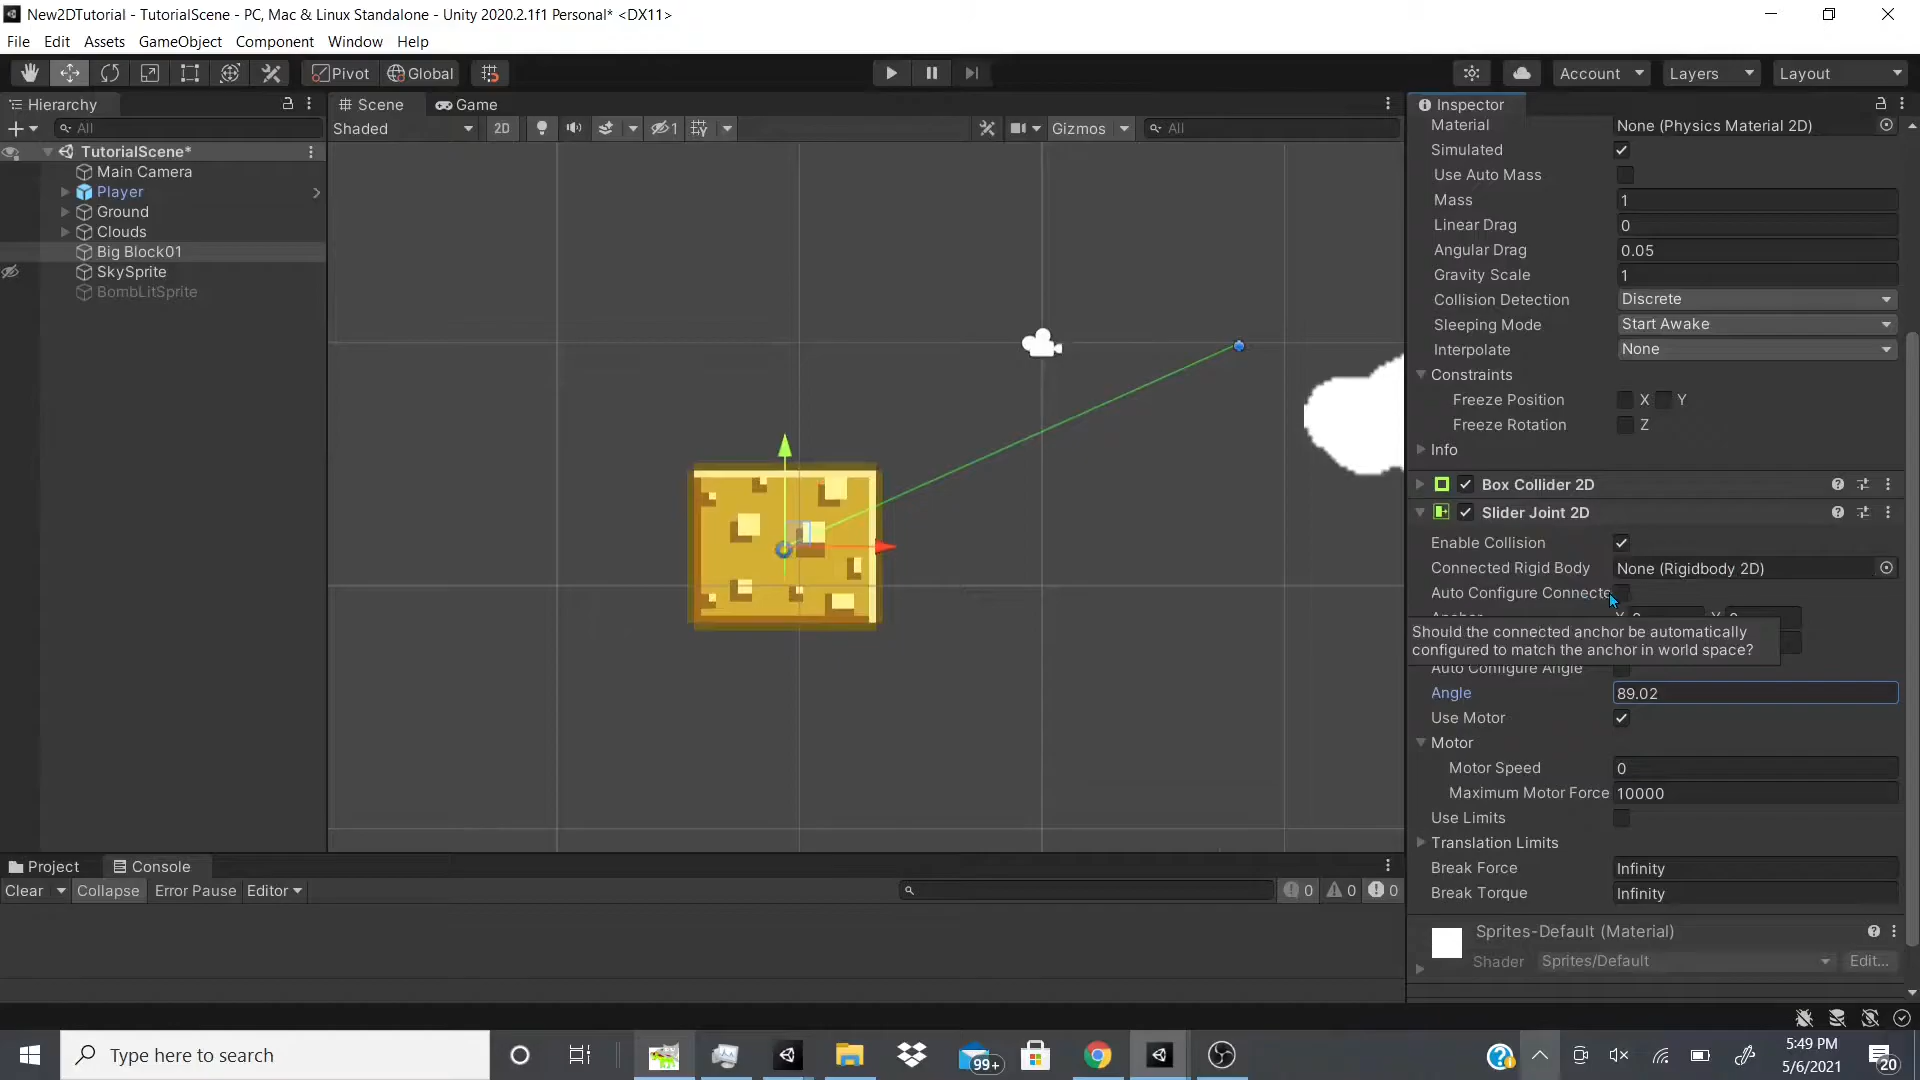 New2DTutorial - TutorialScene - PC, Mac & Linux Standalone - Unity 2020.2.1f1 Personal* <DX11>
File Edit Assets GameObject Component Window Help
Pivot Global Account Layers Layout
Hierarchy
All
TutorialScene*
Main Camera
Player
Ground
Clouds
Big Block01
SkySprite
BombLitSprite
Scene Game
Shaded 2D 1 Gizmos All
Inspector
Material None (Physics Material 2D)
Simulated
Use Auto Mass
Mass 1
Linear Drag 0
Angular Drag 0.05
Gravity Scale 1
Collision Detection Discrete
Sleeping Mode Start Awake
Interpolate None
Constraints
Freeze Position X Y
Freeze Rotation Z
Info
Box Collider 2D
Slider Joint 2D
Enable Collision
Connected Rigid Body None (Rigidbody 2D)
Auto Configure Connecte
Should the connected anchor be automatically
configured to match the anchor in world space?
Auto Configure Angle
Angle 89.02
Use Motor
Motor
Motor Speed 0
Maximum Motor Force 10000
Use Limits
Translation Limits
Break Force Infinity
Break Torque Infinity
Sprites-Default (Material)
Shader Sprites/Default Edit...
Project Console
Clear Collapse Error Pause Editor 0 0 0
Type here to search
99+
5:49 PM
5/6/2021
20